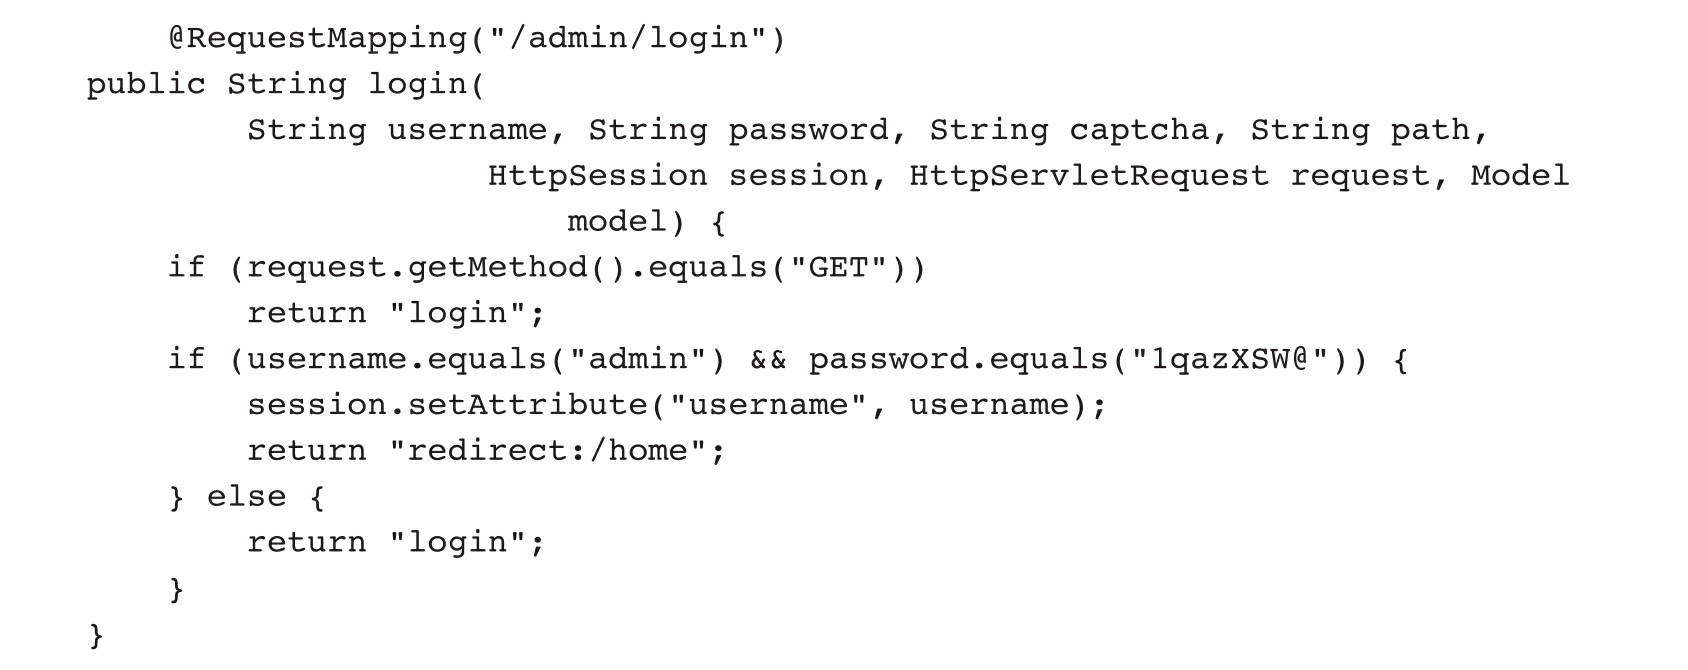 @RequestMapping("/admin/login")
public String login(
String username, String password, String captcha, String path,
HttpSession session, HttpServletRequest request, Model
model) {
if (request.getMethod().equals("GET"))
return "login";
if (username.equals("admin") && password.equals("1qazXSW@")) {
session.setAttribute("username", username);
return "redirect:/home";
} else {
return "login";
}
}